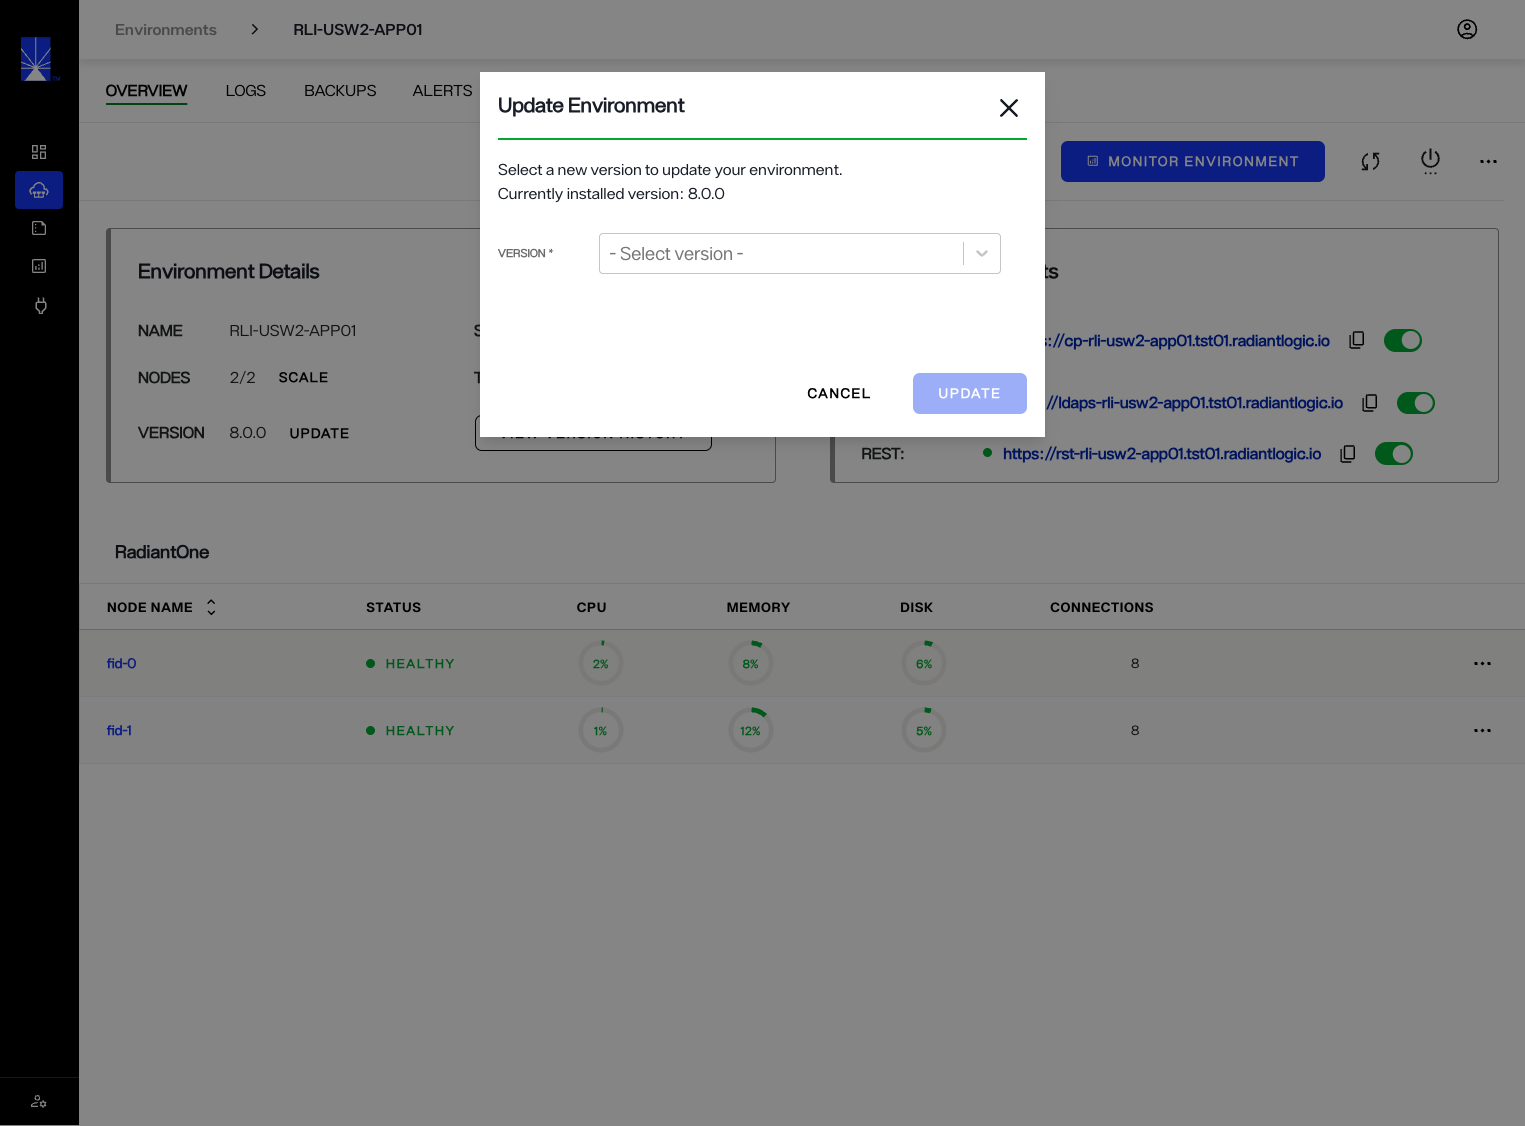 Environments > RLI-USW2-APP01
OVERVIEW LOGS BACKUPS ALERTS
Update Environment
Select a new version to update your environment.
Currently installed version: 8.0.0
VERSION * - Select version -
CANCEL UPDATE
MONITOR ENVIRONMENT
Environment Details
NAME RLI-USW2-APP01
NODES 2/2 SCALE
VERSION 8.0.0 UPDATE
ts
://cp-rli-usw2-app01.tst01.radiantlogic.io
//ldaps-rli-usw2-app01.tst01.radiantlogic.io
REST: https://rst-rli-usw2-app01.tst01.radiantlogic.io
RadiantOne
NODE NAME STATUS CPU MEMORY DISK CONNECTIONS
fid-0 HEALTHY 2% 8% 6% 8
fid-1 HEALTHY 1% 12% 5% 8